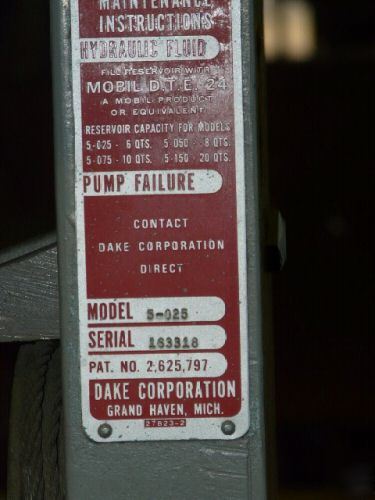 MAINTENANCE
INSTRUCTIONS
HYDRAULIC FLUID
FILL RESERVOIR WITH
MOBIL D.T.E. 24
A MOBIL PRODUCT
OR EQUIVALENT
RESERVOIR CAPACITY FOR MODELS
5-025 - 6 QTS. 5-050 - 8 QTS.
5-075 - 10 QTS. 5-150 - 20 QTS.
PUMP FAILURE
CONTACT
DAKE CORPORATION
DIRECT
MODEL 5-025
SERIAL 163318
PAT. NO. 2,625,797
DAKE CORPORATION
GRAND HAVEN, MICH.
27823-2